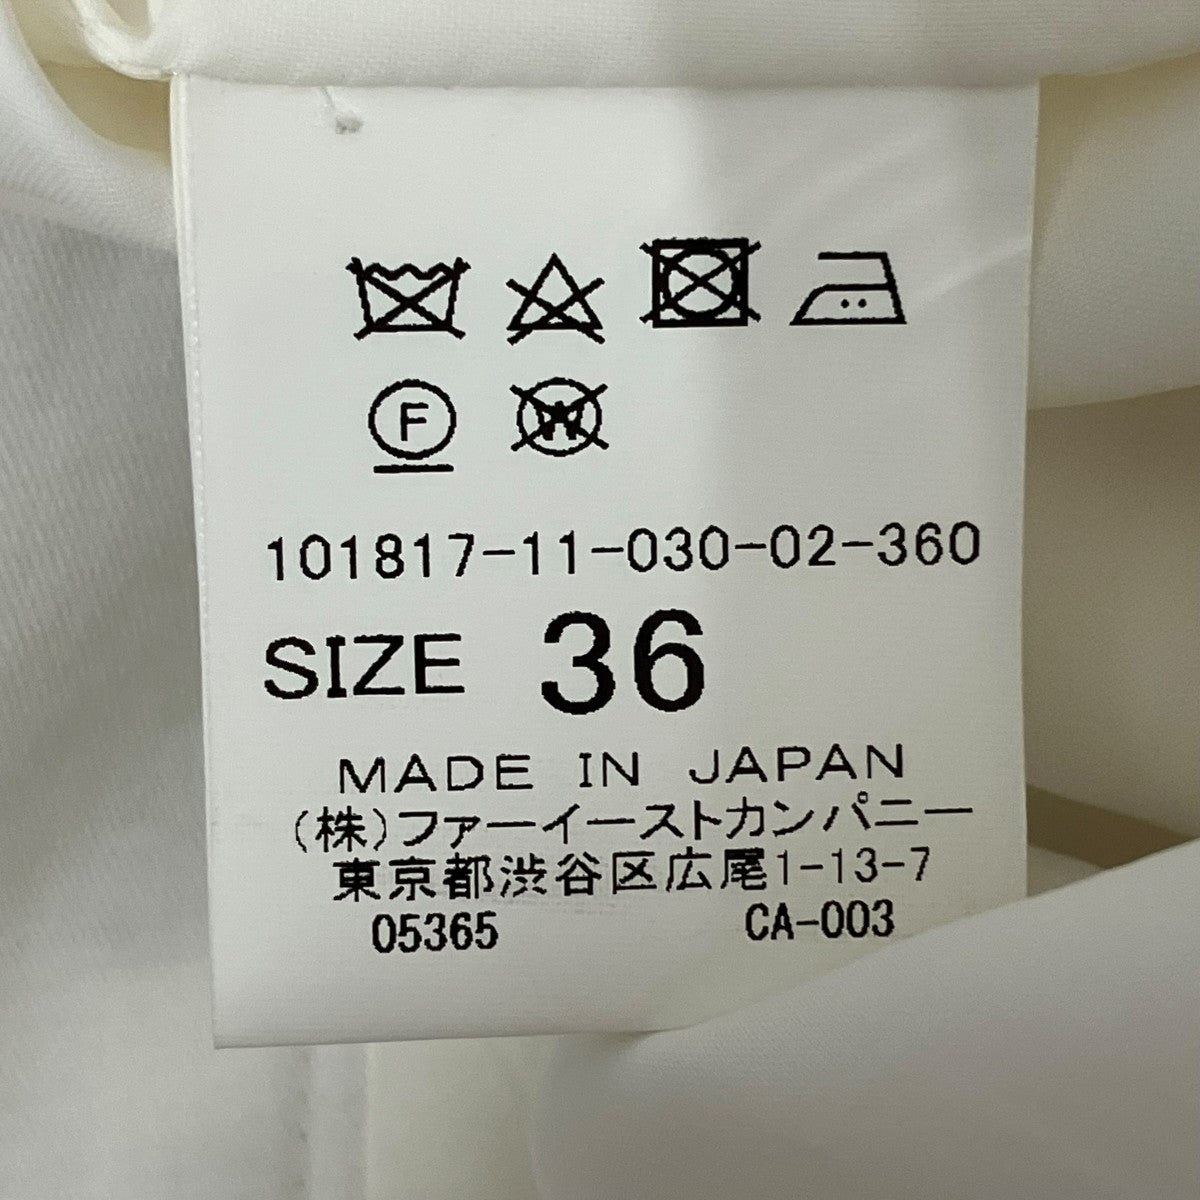 F W
101817-11-030-02-360
SIZE 36
MADE IN JAPAN
(株)ファーイーストカンパニー
東京都渋谷区広尾1-13-7
05365 CA-003